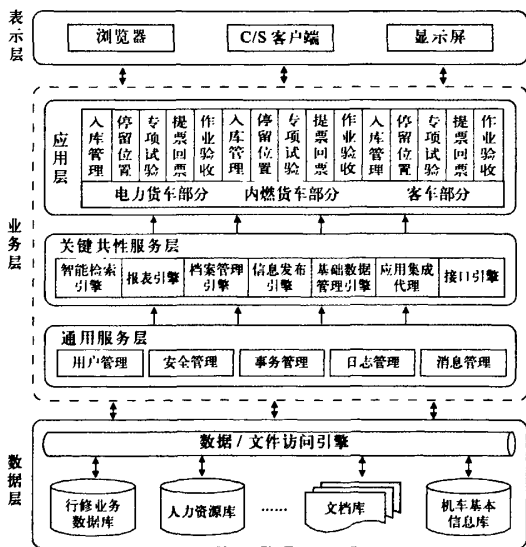 表示层
浏览器
C/S 客户端
显示屏
业务层
应用层
入库管理
停留位置
专项试验
提票回票
作业验收
入库管理
停留位置
专项试验
提票回票
作业验收
入库管理
停留位置
专项试验
提票回票
作业验收
电力货车部分
内燃货车部分
客车部分
关键共性服务层
智能检索
引擎
报表引擎
档案管理
引擎
信息发布
引擎
基础数据
管理引擎
应用集成
代理
接口引擎
通用服务层
用户管理
安全管理
事务管理
日志管理
消息管理
数据层
数据 / 文件访问引擎
行修业务
数据库
人力资源库
……
文档库
机车基本
信息库